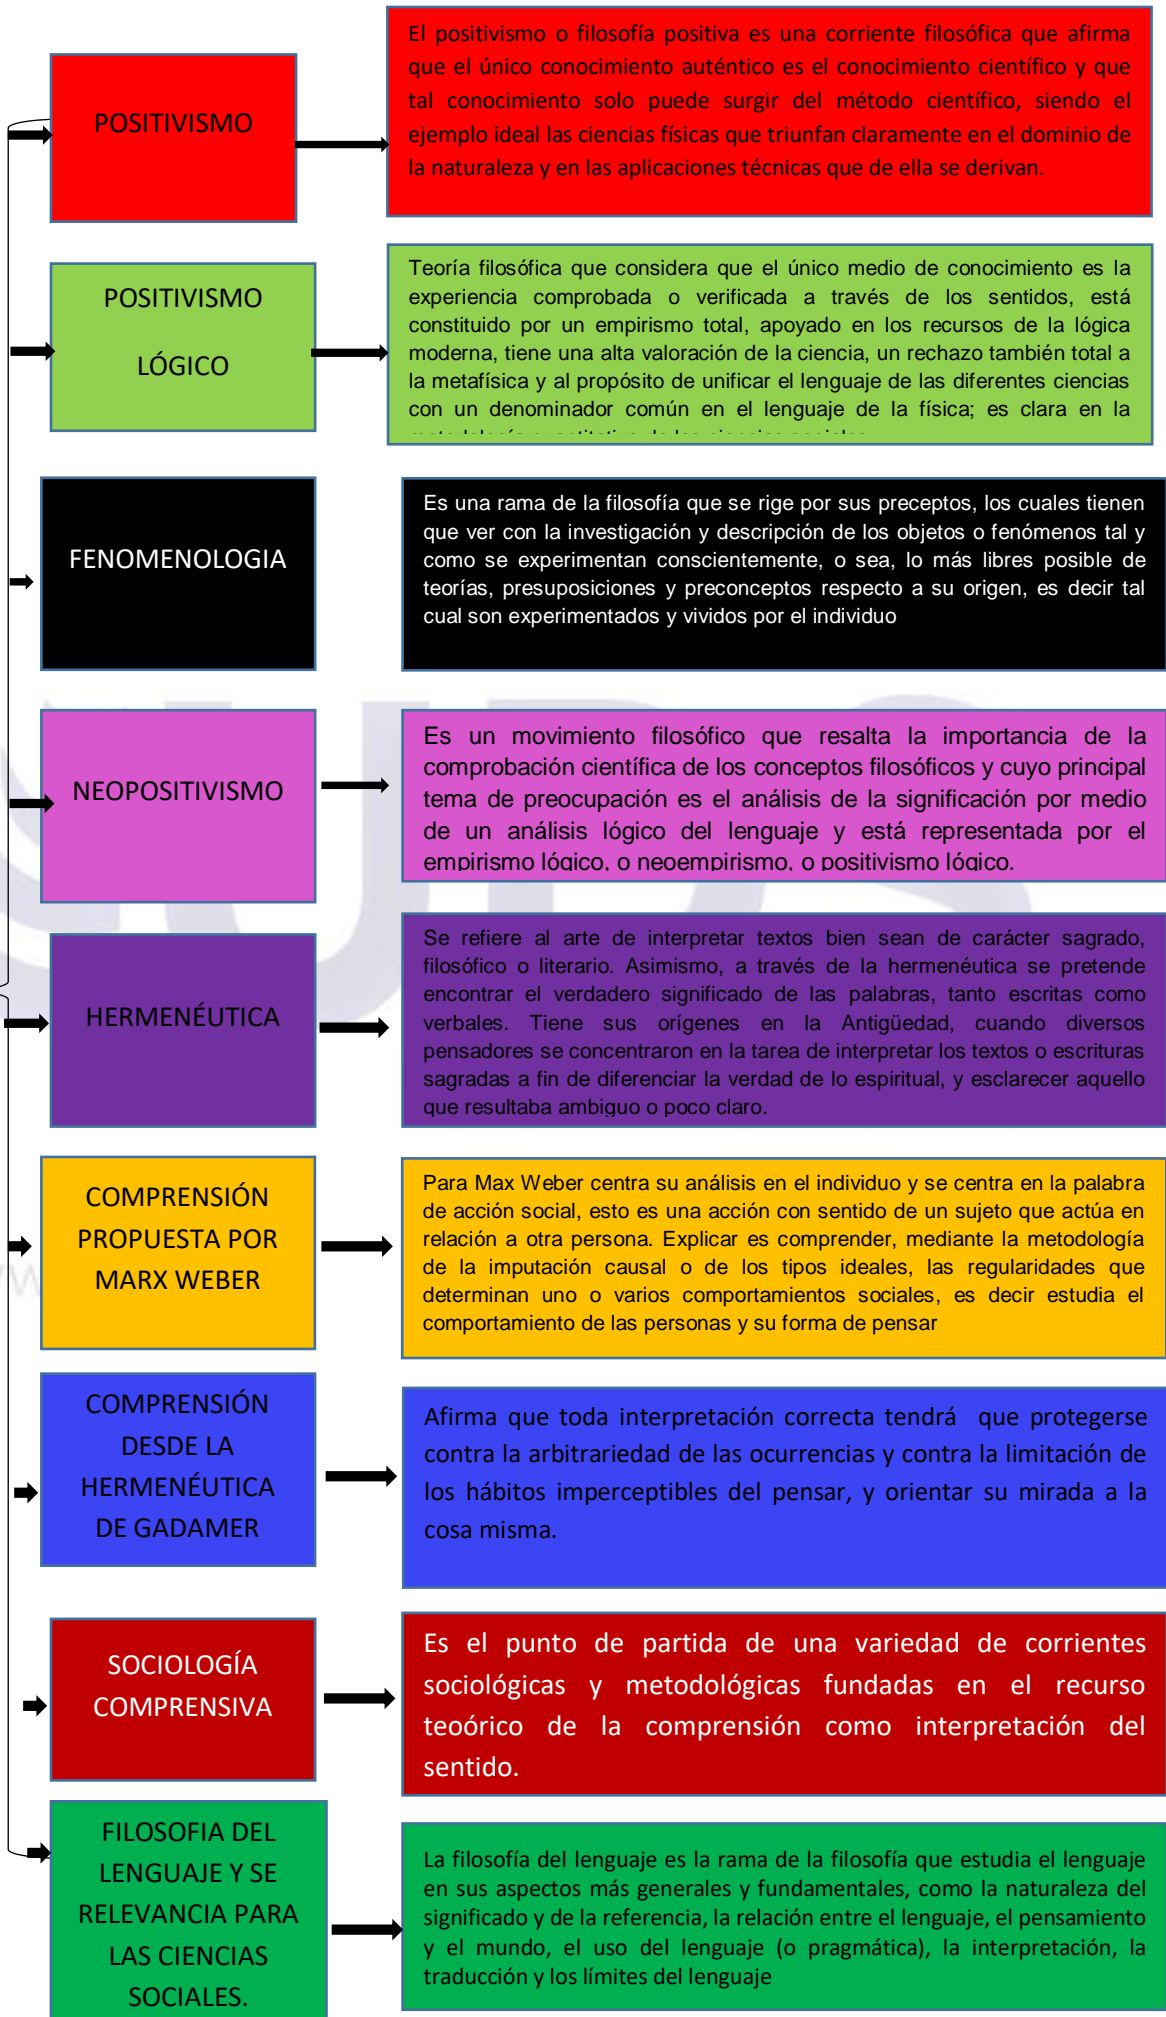 POSITIVISMO
El positivismo o filosofía positiva es una corriente filosófica que afirma
que el único conocimiento auténtico es el conocimiento científico y que
tal conocimiento solo puede surgir del método científico, siendo el
ejemplo ideal las ciencias físicas que triunfan claramente en el dominio de
la naturaleza y en las aplicaciones técnicas que de ella se derivan.
POSITIVISMO
LÓGICO
Teoría filosófica que considera que el único medio de conocimiento es la
experiencia comprobada o verificada a través de los sentidos, está
constituido por un empirismo total, apoyado en los recursos de la lógica
moderna, tiene una alta valoración de la ciencia, un rechazo también total a
la metafísica y al propósito de unificar el lenguaje de las diferentes ciencias
con un denominador común en el lenguaje de la física; es clara en la
FENOMENOLOGIA
Es una rama de la filosofía que se rige por sus preceptos, los cuales tienen
que ver con la investigación y descripción de los objetos o fenómenos tal y
como se experimentan conscientemente, o sea, lo más libres posible de
teorías, presuposiciones y preconceptos respecto a su origen, es decir tal
cual son experimentados y vividos por el individuo
NEOPOSITIVISMO
Es un movimiento filosófico que resalta la importancia de la
comprobación científica de los conceptos filosóficos y cuyo principal
tema de preocupación es el análisis de la significación por medio
de un análisis lógico del lenguaje y está representada por el
empirismo lógico, o neoempirismo, o positivismo lógico.
HERMENÉUTICA
Se refiere al arte de interpretar textos bien sean de carácter sagrado,
filosófico o literario. Asimismo, a través de la hermenéutica se pretende
encontrar el verdadero significado de las palabras, tanto escritas como
verbales. Tiene sus orígenes en la Antigüedad, cuando diversos
pensadores se concentraron en la tarea de interpretar los textos o escrituras
sagradas a fin de diferenciar la verdad de lo espiritual, y esclarecer aquello
que resultaba ambiguo o poco claro.
COMPRENSIÓN
PROPUESTA POR
MARX WEBER
Para Max Weber centra su análisis en el individuo y se centra en la palabra
de acción social, esto es una acción con sentido de un sujeto que actúa en
relación a otra persona. Explicar es comprender, mediante la metodología
de la imputación causal o de los tipos ideales, las regularidades que
determinan uno o varios comportamientos sociales, es decir estudia el
comportamiento de las personas y su forma de pensar
COMPRENSIÓN
DESDE LA
HERMENÉUTICA
DE GADAMER
Afirma que toda interpretación correcta tendrá que protegerse
contra la arbitrariedad de las ocurrencias y contra la limitación de
los hábitos imperceptibles del pensar, y orientar su mirada a la
cosa misma.
SOCIOLOGÍA
COMPRENSIVA
Es el punto de partida de una variedad de corrientes
sociológicas y metodológicas fundadas en el recurso
teoórico de la comprensión como interpretación del
sentido.
FILOSOFIA DEL
LENGUAJE Y SE
RELEVANCIA PARA
LAS CIENCIAS
SOCIALES.
La filosofía del lenguaje es la rama de la filosofía que estudia el lenguaje
en sus aspectos más generales y fundamentales, como la naturaleza del
significado y de la referencia, la relación entre el lenguaje, el pensamiento
y el mundo, el uso del lenguaje (o pragmática), la interpretación, la
traducción y los límites del lenguaje